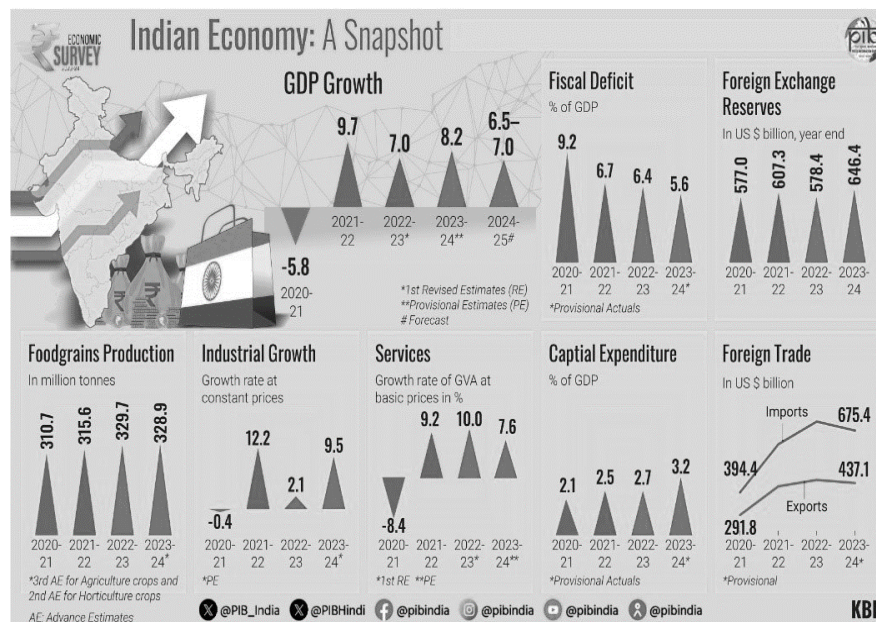 ECONOMIC
SURVEY
Indian Economy: A Snapshot
pib
GDP Growth
9.7
7.0
8.2
6.5–
7.0
-5.8
2020-
21
2021-
22
2022-
23*
2023-
24**
2024-
25#
*1st Revised Estimates (RE)
**Provisional Estimates (PE)
# Forecast
Fiscal Deficit
% of GDP
9.2
6.7
6.4
5.6
2020-
21
2021-
22
2022-
23
2023-
24*
*Provisional Actuals
Foreign Exchange
Reserves
In US $ billion, year end
577.0
607.3
578.4
646.4
2020-
21
2021-
22
2022-
23
2023-
24
Foodgrains Production
In million tonnes
310.7
315.6
329.7
328.9
2020-
21
2021-
22
2022-
23
2023-
24*
*3rd AE for Agriculture crops and
2nd AE for Horticulture crops
AE: Advance Estimates
Industrial Growth
Growth rate at
constant prices
-0.4
12.2
2.1
9.5
2020-
21
2021-
22
2022-
23
2023-
24*
*PE
Services
Growth rate of GVA at
basic prices in %
-8.4
9.2
10.0
7.6
2020-
21
2021-
22
2022-
23*
2023-
24**
*1st RE **PE
Captial Expenditure
% of GDP
2.1
2.5
2.7
3.2
2020-
21
2021-
22
2022-
23
2023-
24*
*Provisional Actuals
Foreign Trade
In US $ billion
Imports
675.4
394.4
437.1
Exports
291.8
2020-
21
2021-
22
2022-
23
2023-
24*
*Provisional
@PIB_India
@PIBHindi
@pibindia
@pibindia
@pibindia
@pibindia
KBK